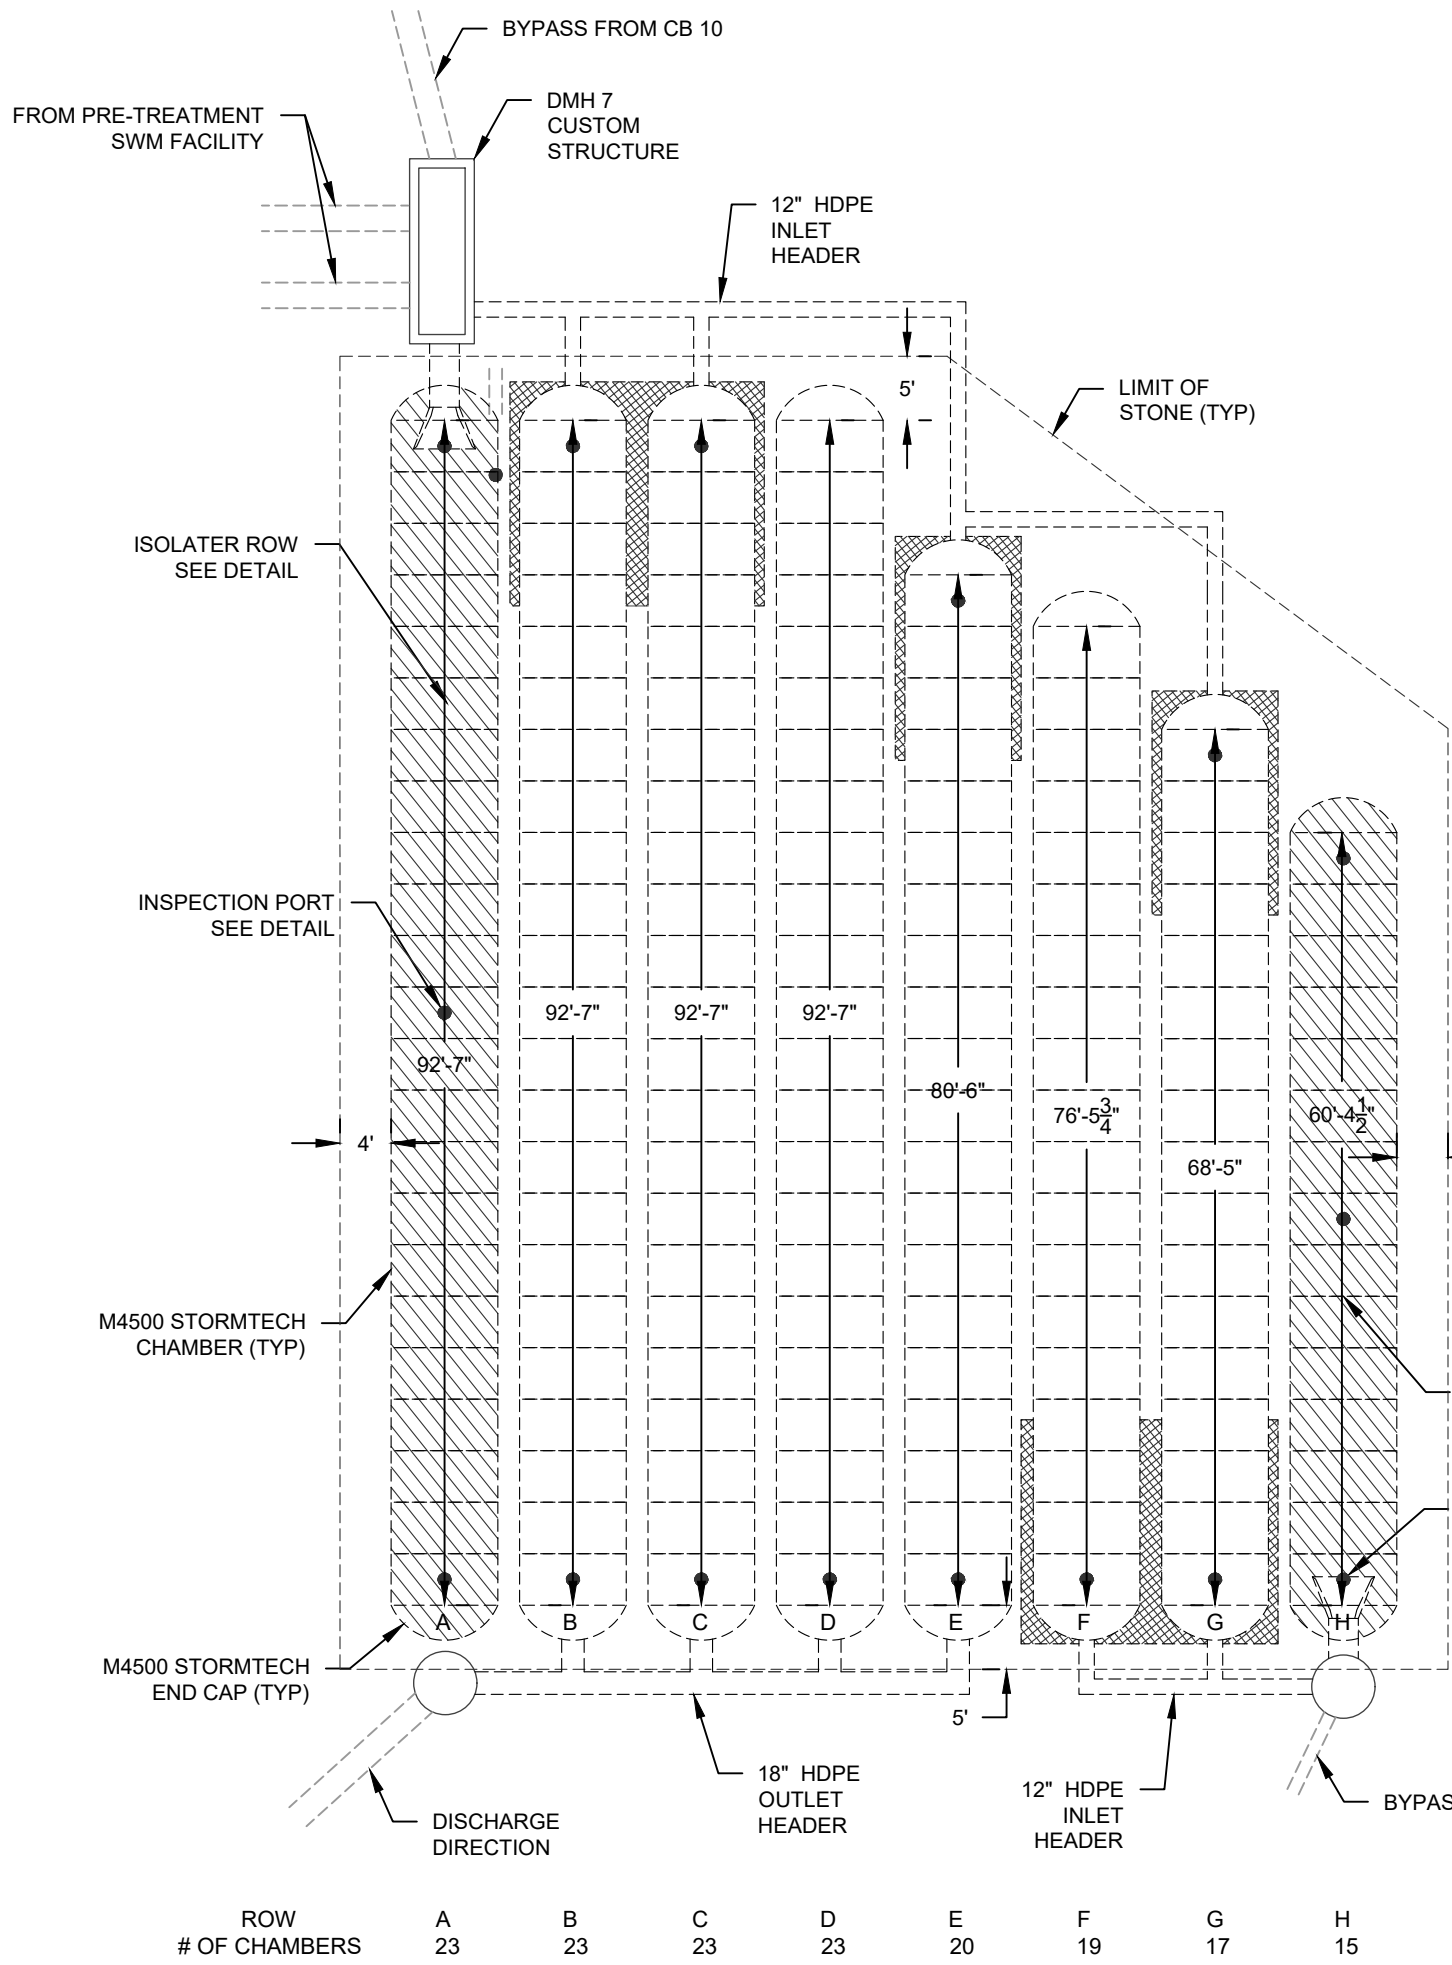 BYPASS FROM CB 10
FROM PRE-TREATMENT
SWM FACILITY
DMH 7
CUSTOM
STRUCTURE
12" HDPE
INLET
HEADER
5'
LIMIT OF
STONE (TYP)
ISOLATER ROW
SEE DETAIL
INSPECTION PORT
SEE DETAIL
92'-7"
92'-7"
92'-7"
92'-7"
80'-6"
76'-5 3/4"
68'-5"
60'-4 1/2"
4'
M4500 STORMTECH
CHAMBER (TYP)
A B C D E F G H
M4500 STORMTECH
END CAP (TYP)
5'
18" HDPE
OUTLET
HEADER
12" HDPE
INLET
HEADER
BYPAS
DISCHARGE
DIRECTION
ROW A B C D E F G H
# OF CHAMBERS 23 23 23 23 20 19 17 15